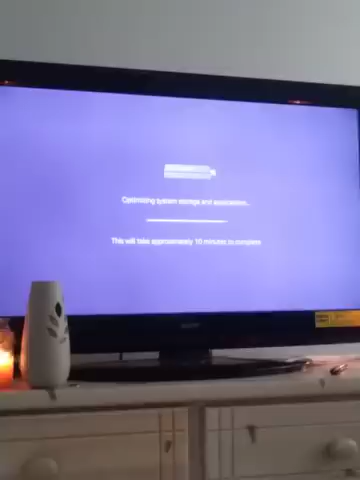 Optimizing system storage and applications...
This will take approximately 10 minutes to complete